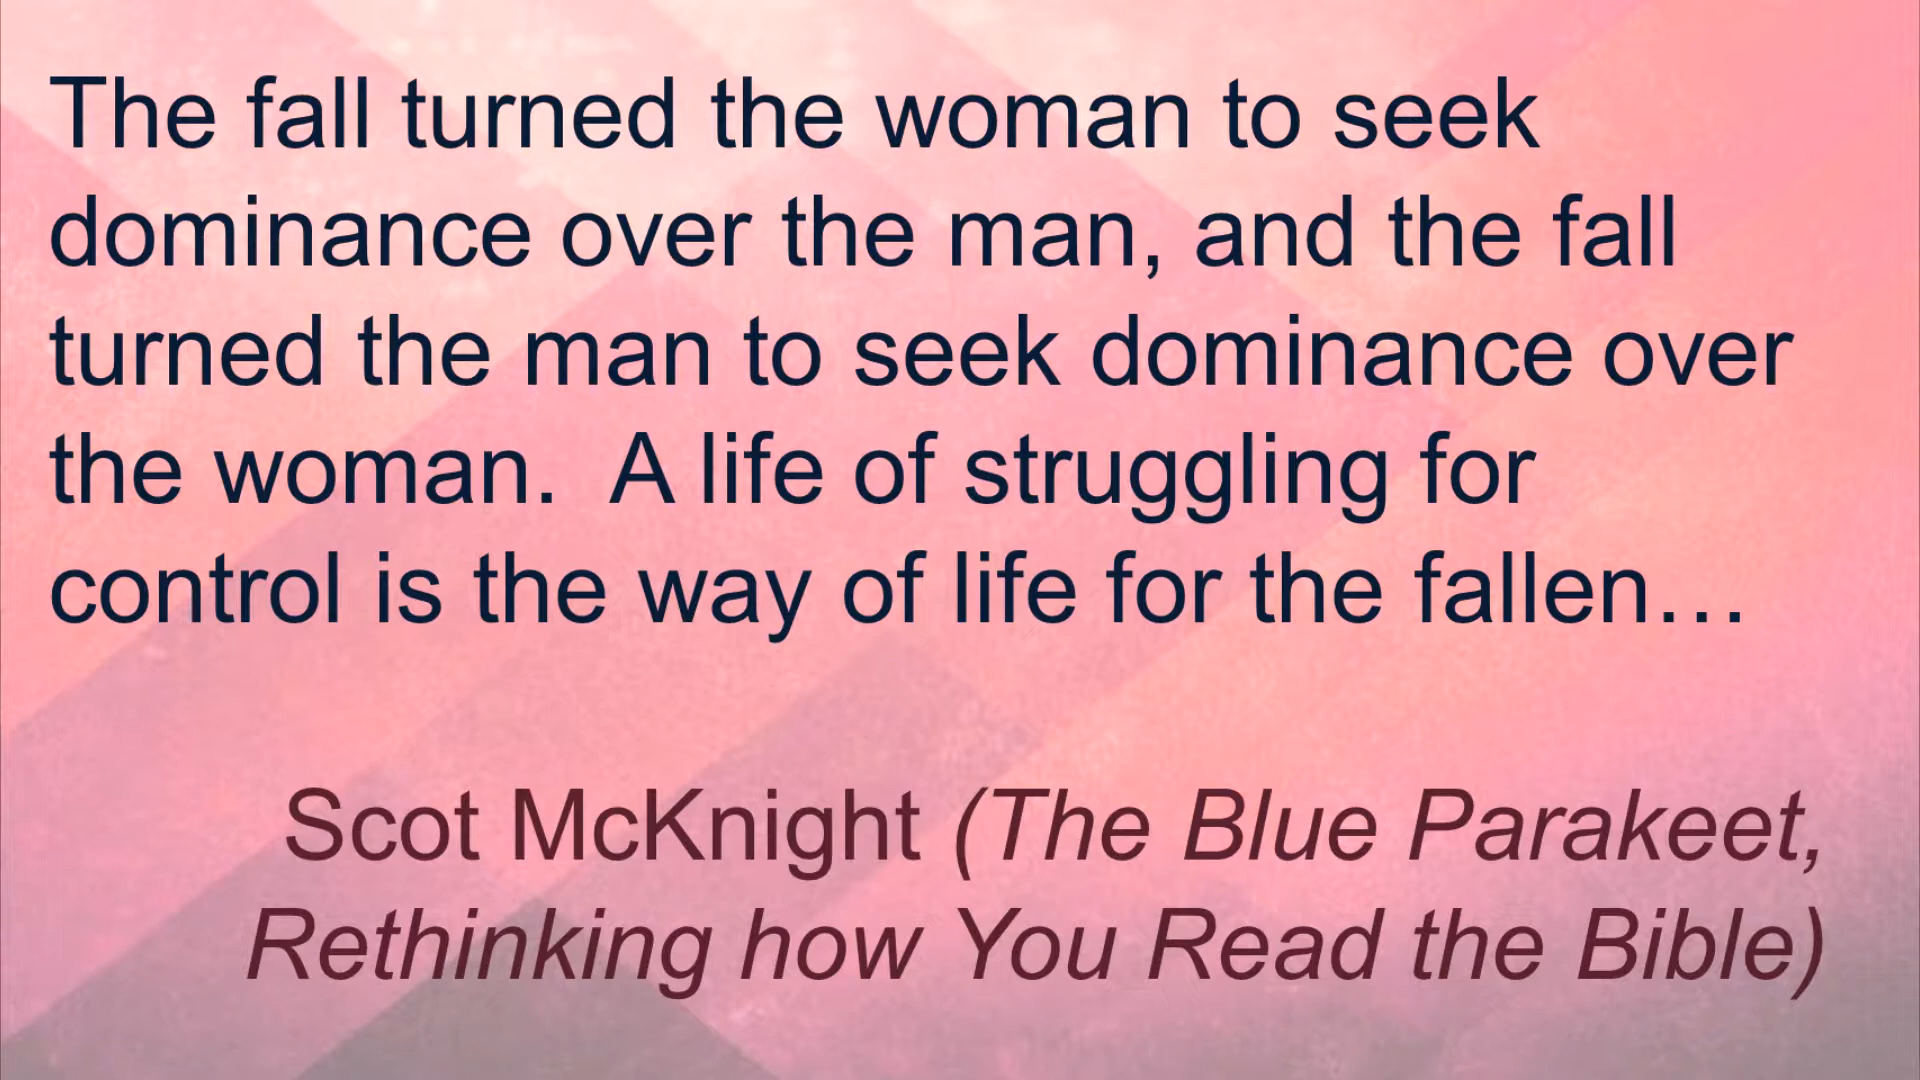 The fall turned the woman to seek
dominance over the man, and the fall
turned the man to seek dominance over
the woman.  A life of struggling for
control is the way of life for the fallen…
Scot McKnight (The Blue Parakeet,
Rethinking how You Read the Bible)